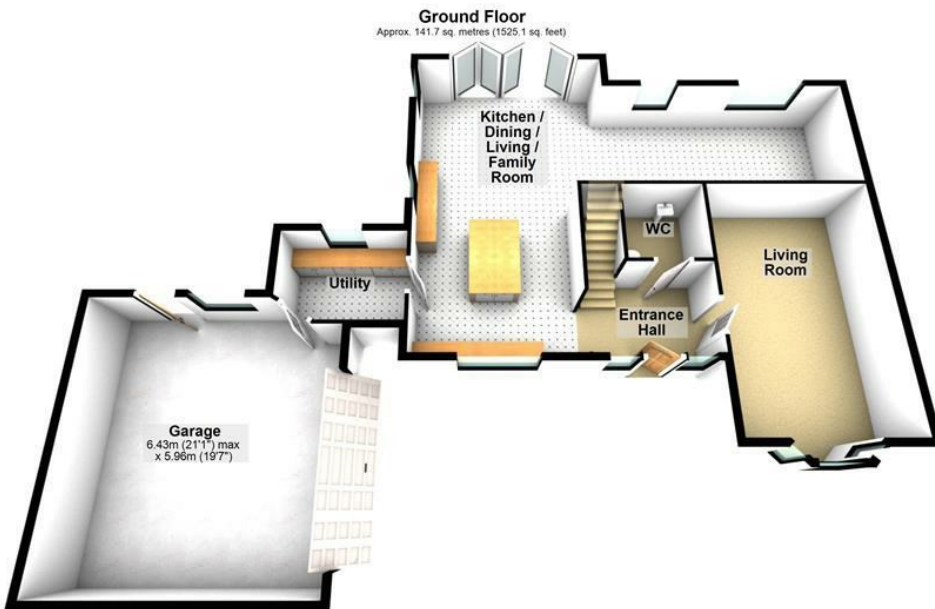 Ground Floor
Approx. 141.7 sq. metres (1525.1 sq. feet)
Kitchen /
Dining /
Living /
Family
Room
WC
Living
Room
Utility
Entrance
Hall
Garage
6.43m (21'1") max
x 5.96m (19'7")